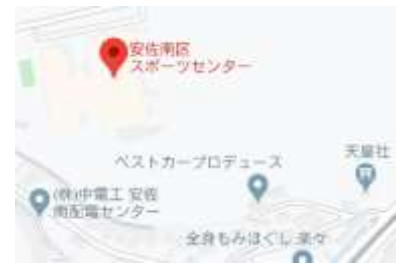 安佐南区
スポーツセンター
ベストカープロデュース
天皇社
(株)中電工 安佐
南配電センター
全身もみほぐし 楽々